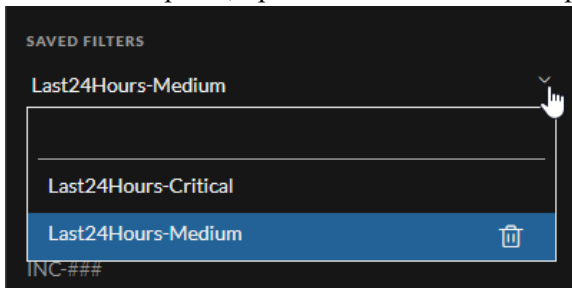 SAVED FILTERS
Last24Hours-Medium
Last24Hours-Critical
Last24Hours-Medium
INC-###